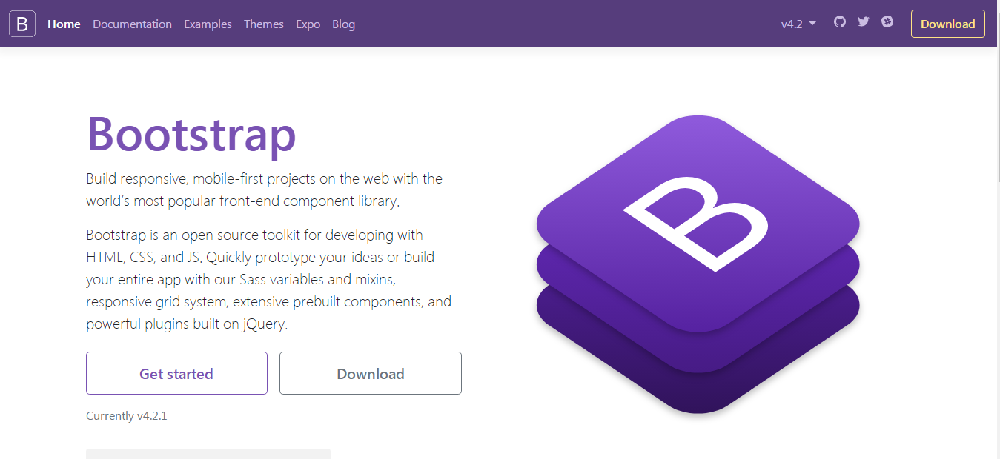 B Home Documentation Examples Themes Expo Blog v4.2 Download
Bootstrap
Build responsive, mobile-first projects on the web with the
world’s most popular front-end component library.
Bootstrap is an open source toolkit for developing with
HTML, CSS, and JS. Quickly prototype your ideas or build
your entire app with our Sass variables and mixins,
responsive grid system, extensive prebuilt components, and
powerful plugins built on jQuery.
Get started Download
Currently v4.2.1
B